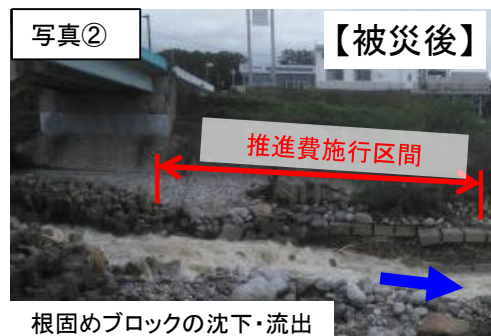 写真②
【被災後】
推進費施行区間
根固めブロックの沈下・流出